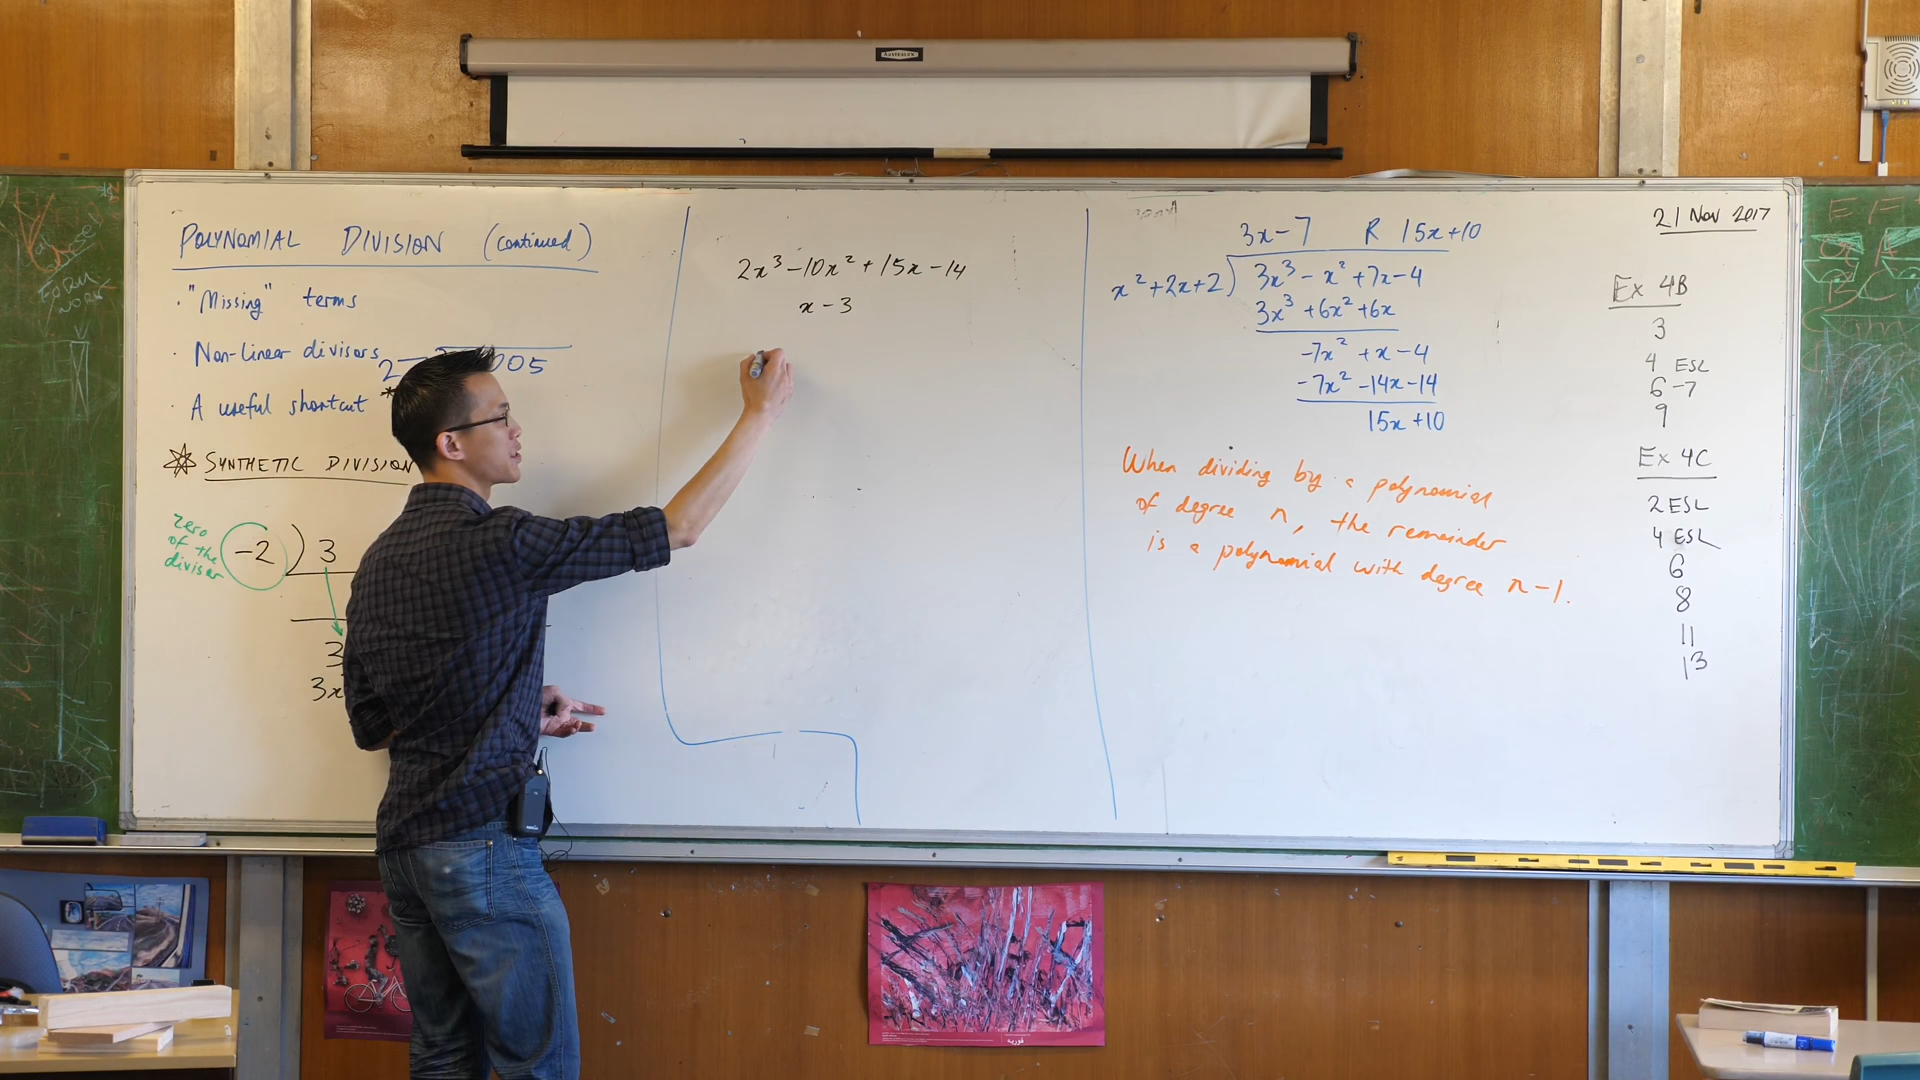 POLYNOMIAL DIVISION (continued)
· "Missing" terms
· Non-linear divisors
· A useful shortcut *
SYNTHETIC DIVISION
zero
of the
divisor
-2 ) 3
3
3x
005
2x³ - 10x² + 15x - 14
x - 3
3x - 7 R 15x + 10
x² + 2x + 2 ) 3x³ - x² + 7x - 4
3x³ + 6x² + 6x
-7x² + x - 4
-7x² - 14x - 14
15x + 10
When dividing by a polynomial
of degree n, the remainder
is a polynomial with degree n-1.
21 Nov 2017
Ex 4B
3
4 ESL
6-7
9
Ex 4C
2 ESL
4 ESL
6
8
11
13